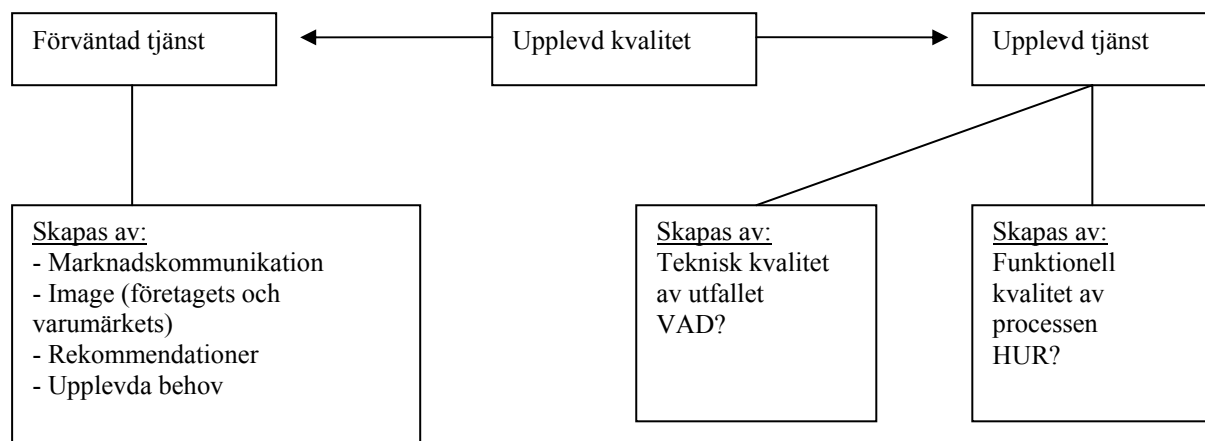 Förväntad tjänst
Upplevd kvalitet
Upplevd tjänst
Skapas av:
- Marknadskommunikation
- Image (företagets och
varumärkets)
- Rekommendationer
- Upplevda behov
Skapas av:
Teknisk kvalitet
av utfallet
VAD?
Skapas av:
Funktionell
kvalitet av
processen
HUR?